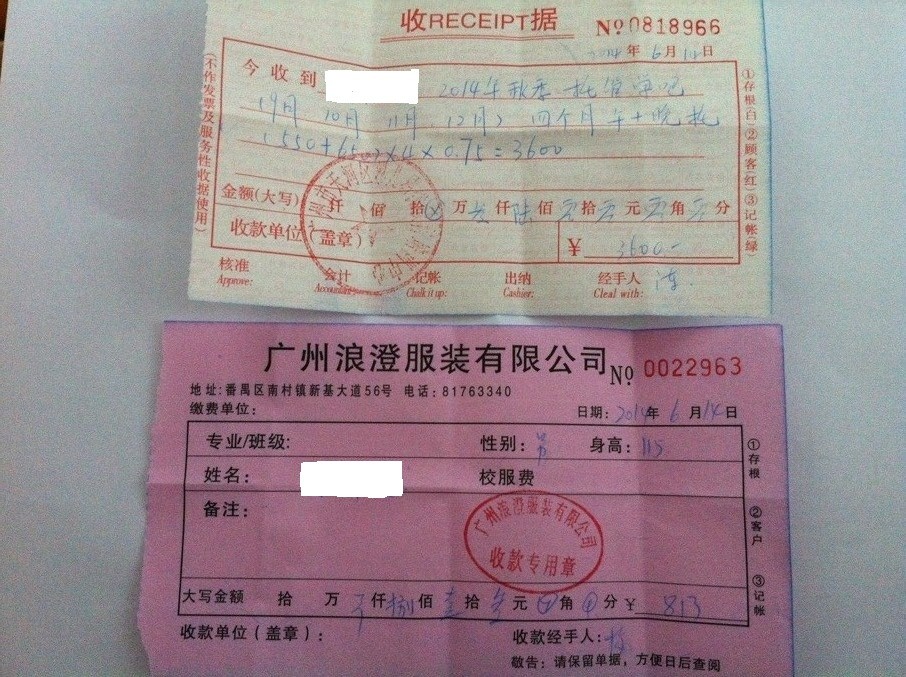 收RECEIPT据
№0818966
2014年6月14日
今收到 2014年秋季托管
(9月 10月 11月 12月) 四个月午+晚托
×4×0.75=3600
金额(大写) 仟 佰 拾 万 仟 陆 佰 零 拾 零 元 零 角 零 分
收款单位(盖章)
¥ 3600-
核准 会计 记帐 出纳 经手人 陈
Approve: Accountant: Chalk it up: Cashier: Cleal with:
(不作发票及服务性收据使用)
①存根(白)②顾客(红)③记帐(绿)
广州浪澄服装有限公司
№ 0022963
地址:番禺区南村镇新基大道56号 电话:81763340
缴费单位:
日期:2014年6月14日
专业/班级: 性别:男 身高:115
姓名: 校服费
备注:
广州浪澄服装有限公司
收款专用章
大写金额 拾 万 仟 捌 佰 壹 拾 元 角 分 ¥ 813
收款单位(盖章): 收款经手人:
敬告:请保留单据,方便日后查阅
①存根
②客户
③记帐